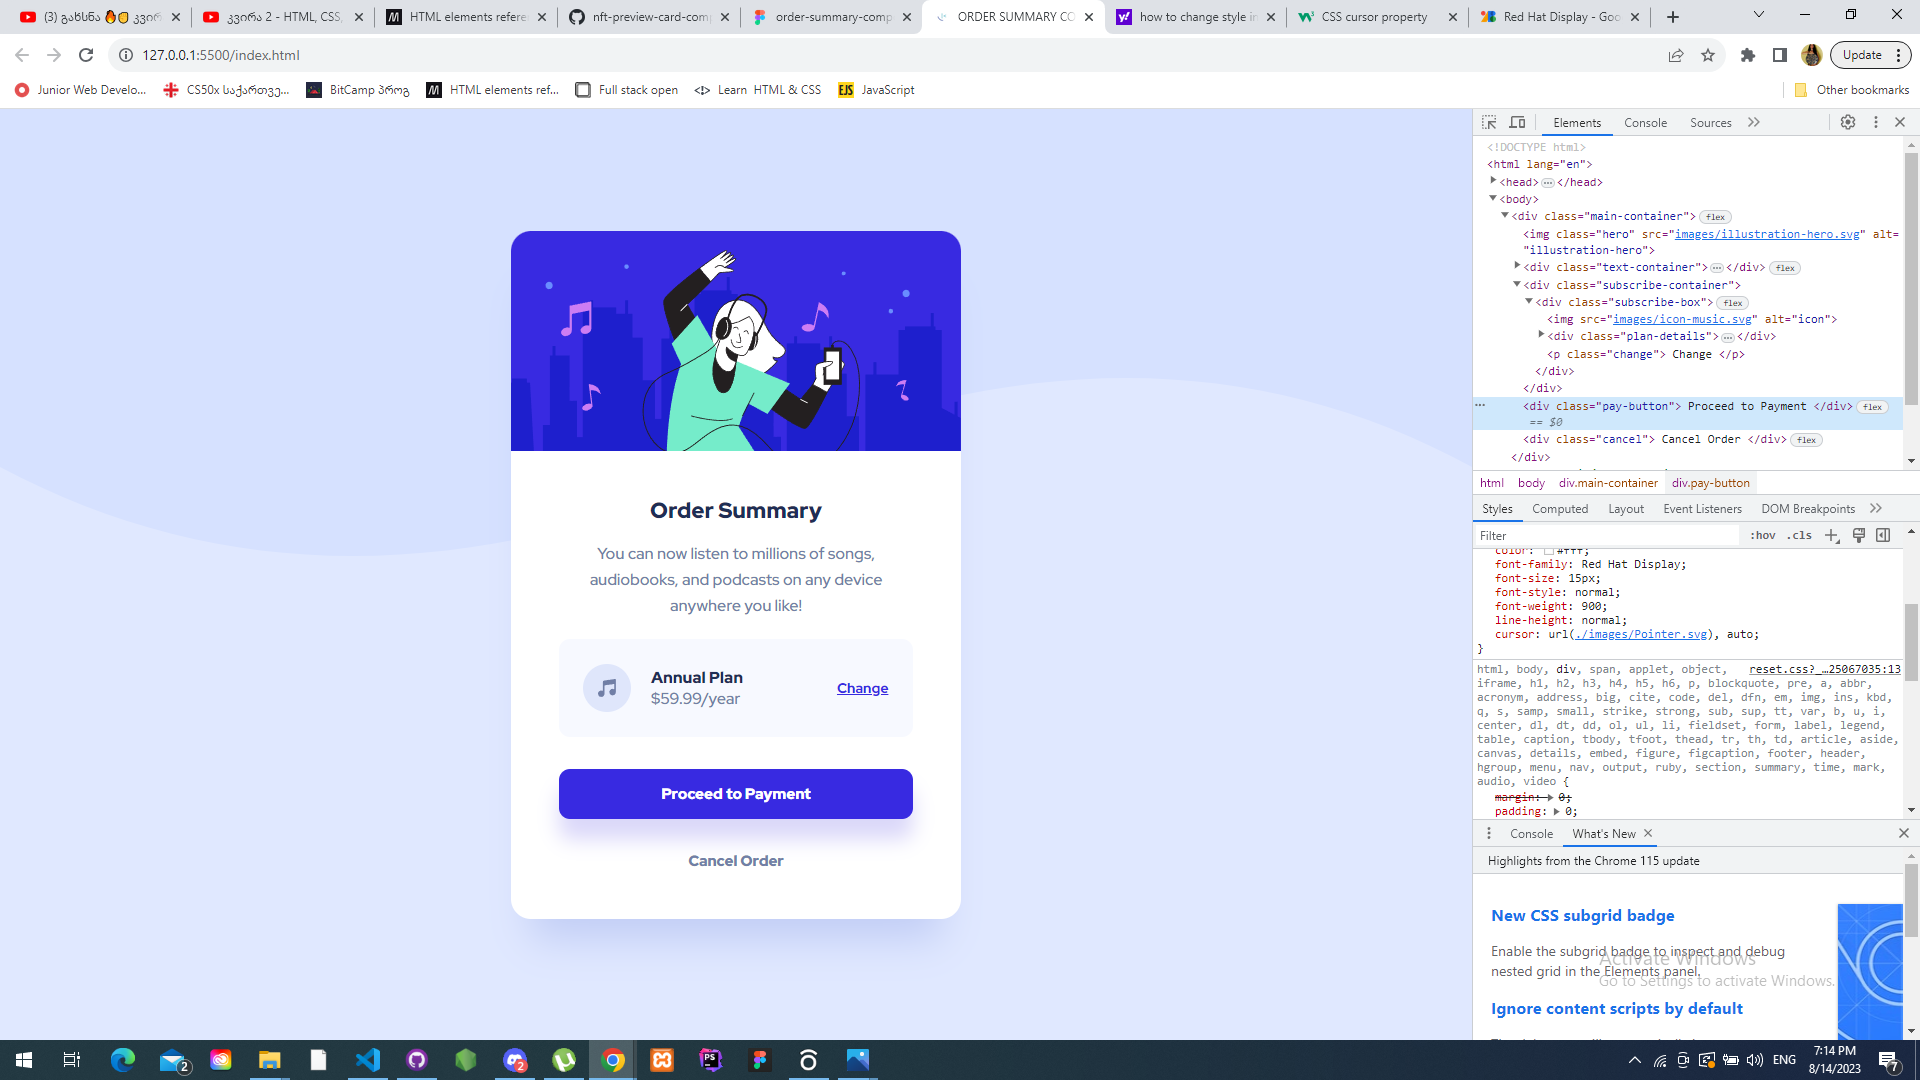 (3) გახსნა 🔥✊ კვირ
კვირა 2 - HTML, CSS,
HTML elements refere
nft-preview-card-comp
order-summary-comp
ORDER SUMMARY CO
how to change style in
CSS cursor property
Red Hat Display - Goo
127.0.0.1:5500/index.html
Update
Junior Web Develo...
CS50x საქართვე...
BitCamp პროგ
HTML elements ref...
Full stack open
Learn HTML & CSS
EJS JavaScript
Other bookmarks
Order Summary
You can now listen to millions of songs,
audiobooks, and podcasts on any device
anywhere you like!
Annual Plan
$59.99/year
Change
Proceed to Payment
Cancel Order
Elements Console Sources
<!DOCTYPE html>
<html lang="en">
<head> ⋯ </head>
<body>
<div class="main-container"> flex
<img class="hero" src="images/illustration-hero.svg" alt=
"illustration-hero">
<div class="text-container"> ⋯ </div> flex
<div class="subscribe-container">
<div class="subscribe-box"> flex
<img src="images/icon-music.svg" alt="icon">
<div class="plan-details"> ⋯ </div>
<p class="change"> Change </p>
</div>
</div>
<div class="pay-button"> Proceed to Payment </div> flex
== $0
<div class="cancel"> Cancel Order </div> flex
</div>
html body div.main-container div.pay-button
Styles Computed Layout Event Listeners DOM Breakpoints
Filter :hov .cls
color: #fff;
font-family: Red Hat Display;
font-size: 15px;
font-style: normal;
font-weight: 900;
line-height: normal;
cursor: url(./images/Pointer.svg), auto;
}
html, body, div, span, applet, object, reset.css?_…25067035:13
iframe, h1, h2, h3, h4, h5, h6, p, blockquote, pre, a, abbr,
acronym, address, big, cite, code, del, dfn, em, img, ins, kbd,
q, s, samp, small, strike, strong, sub, sup, tt, var, b, u, i,
center, dl, dt, dd, ol, ul, li, fieldset, form, label, legend,
table, caption, tbody, tfoot, thead, tr, th, td, article, aside,
canvas, details, embed, figure, figcaption, footer, header,
hgroup, menu, nav, output, ruby, section, summary, time, mark,
audio, video {
margin: 0;
padding: 0;
Console What's New
Highlights from the Chrome 115 update
New CSS subgrid badge
Enable the subgrid badge to inspect and debug
nested grid in the Elements panel.
Activate Windows
Go to Settings to activate Windows.
Ignore content scripts by default
2
PS
2
ENG
7:14 PM
8/14/2023
7